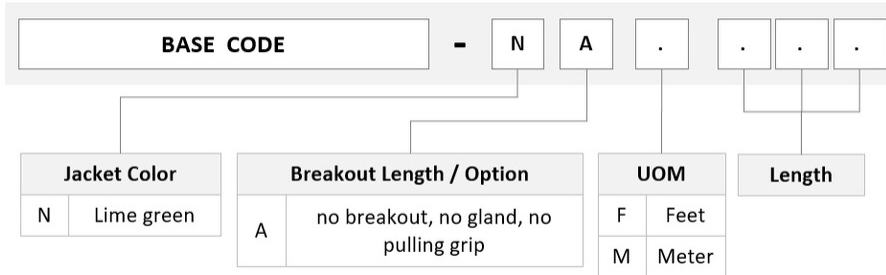 BASE CODE - N A . . . .
Jacket Color Breakout Length / Option UOM Length
N Lime green A no breakout, no gland, no pulling grip F Feet
M Meter